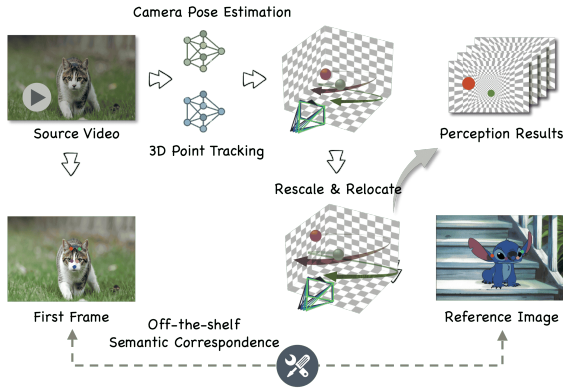 Camera Pose Estimation
Source Video
3D Point Tracking
Perception Results
Rescale & Relocate
First Frame
Off-the-shelf
Semantic Correspondence
Reference Image